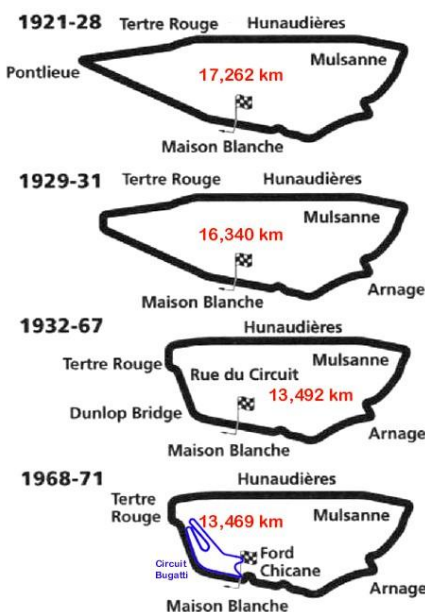 1921-28
Tertre Rouge
Hunaudières
Pontlieue
17,262 km
Mulsanne
Maison Blanche
1929-31
Tertre Rouge
Hunaudières
16,340 km
Mulsanne
Maison Blanche
Arnage
1932-67
Hunaudières
Tertre Rouge
Rue du Circuit
Mulsanne
13,492 km
Dunlop Bridge
Maison Blanche
Arnage
1968-71
Hunaudières
Tertre
Rouge
13,469 km
Mulsanne
Circuit
Bugatti
Ford
Chicane
Maison Blanche
Arnage